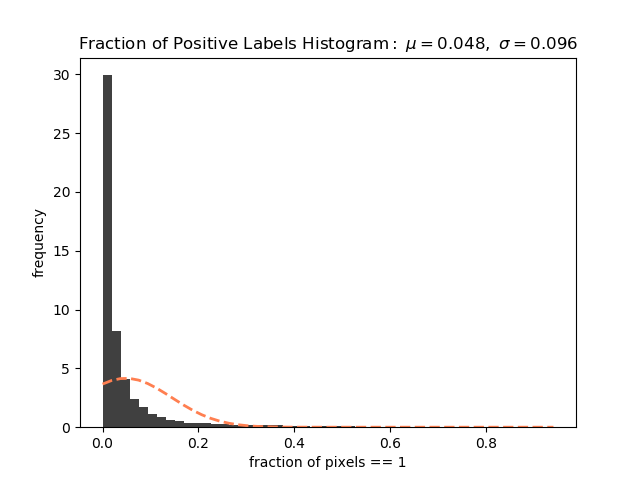 Fraction of Positive Labels Histogram : μ = 0.048, σ = 0.096
30
25
20
15
10
5
0
frequency
0.0 0.2 0.4 0.6 0.8
fraction of pixels == 1